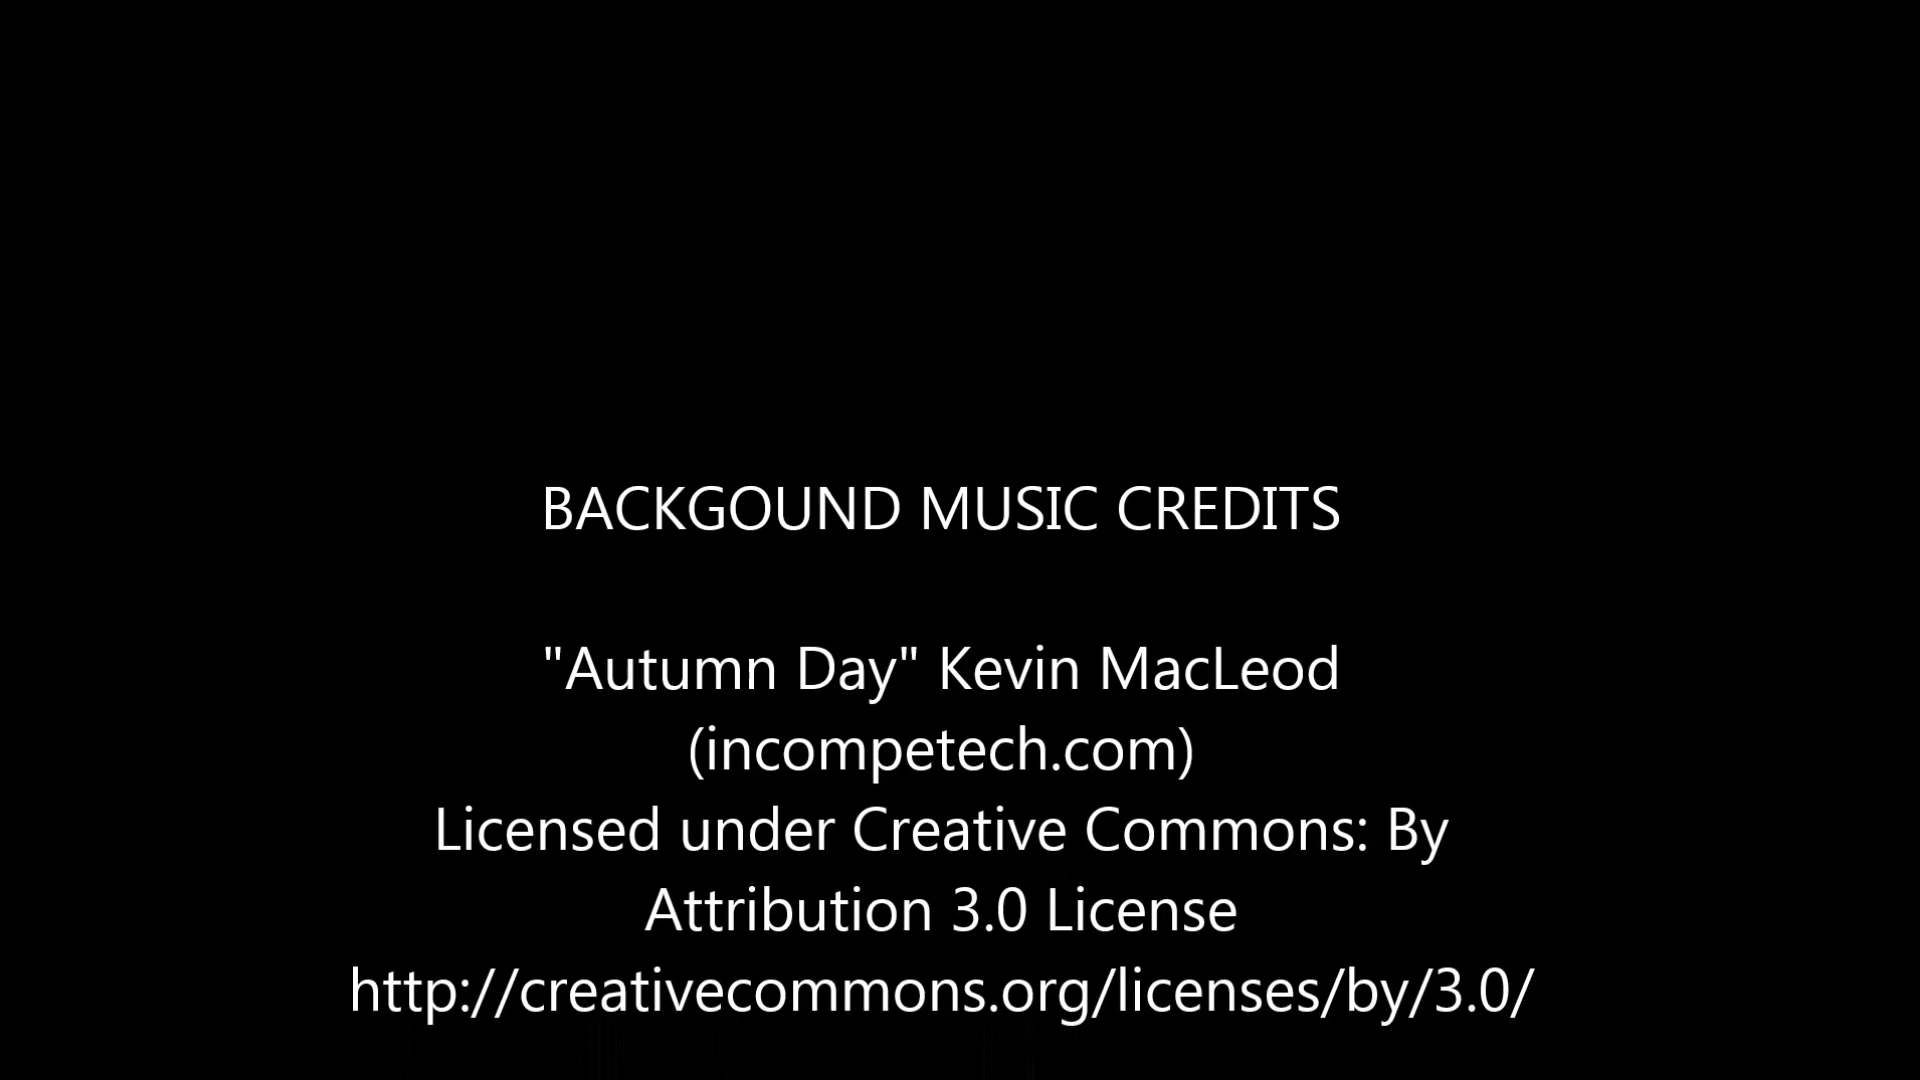 BACKGOUND MUSIC CREDITS
"Autumn Day" Kevin MacLeod
(incompetech.com)
Licensed under Creative Commons: By
Attribution 3.0 License
http://creativecommons.org/licenses/by/3.0/